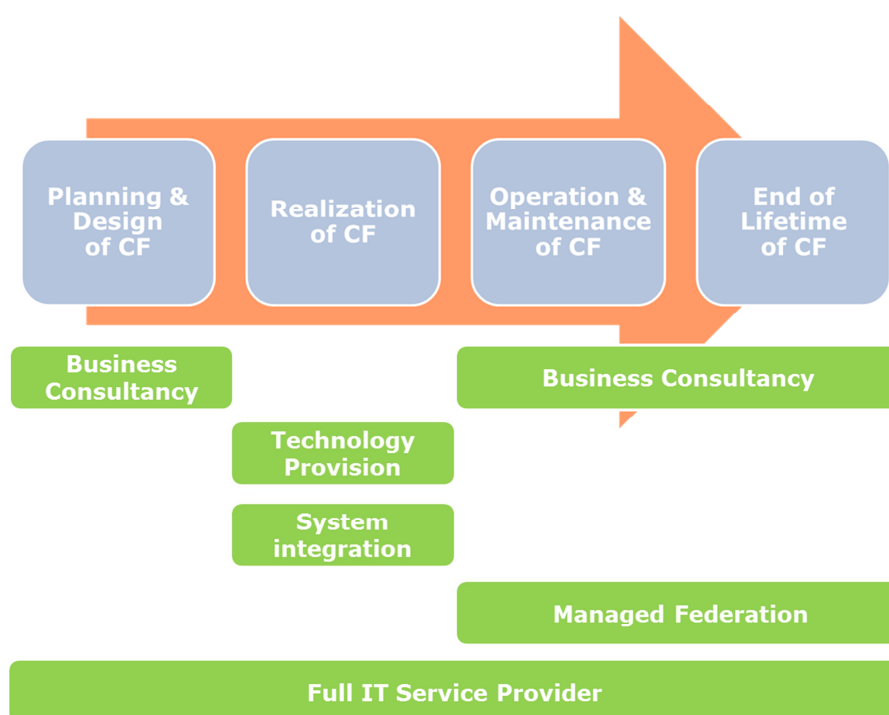 Planning &
Design
of CF
Realization
of CF
Operation &
Maintenance
of CF
End of
Lifetime
of CF
Business
Consultancy
Business Consultancy
Technology
Provision
System
integration
Managed Federation
Full IT Service Provider